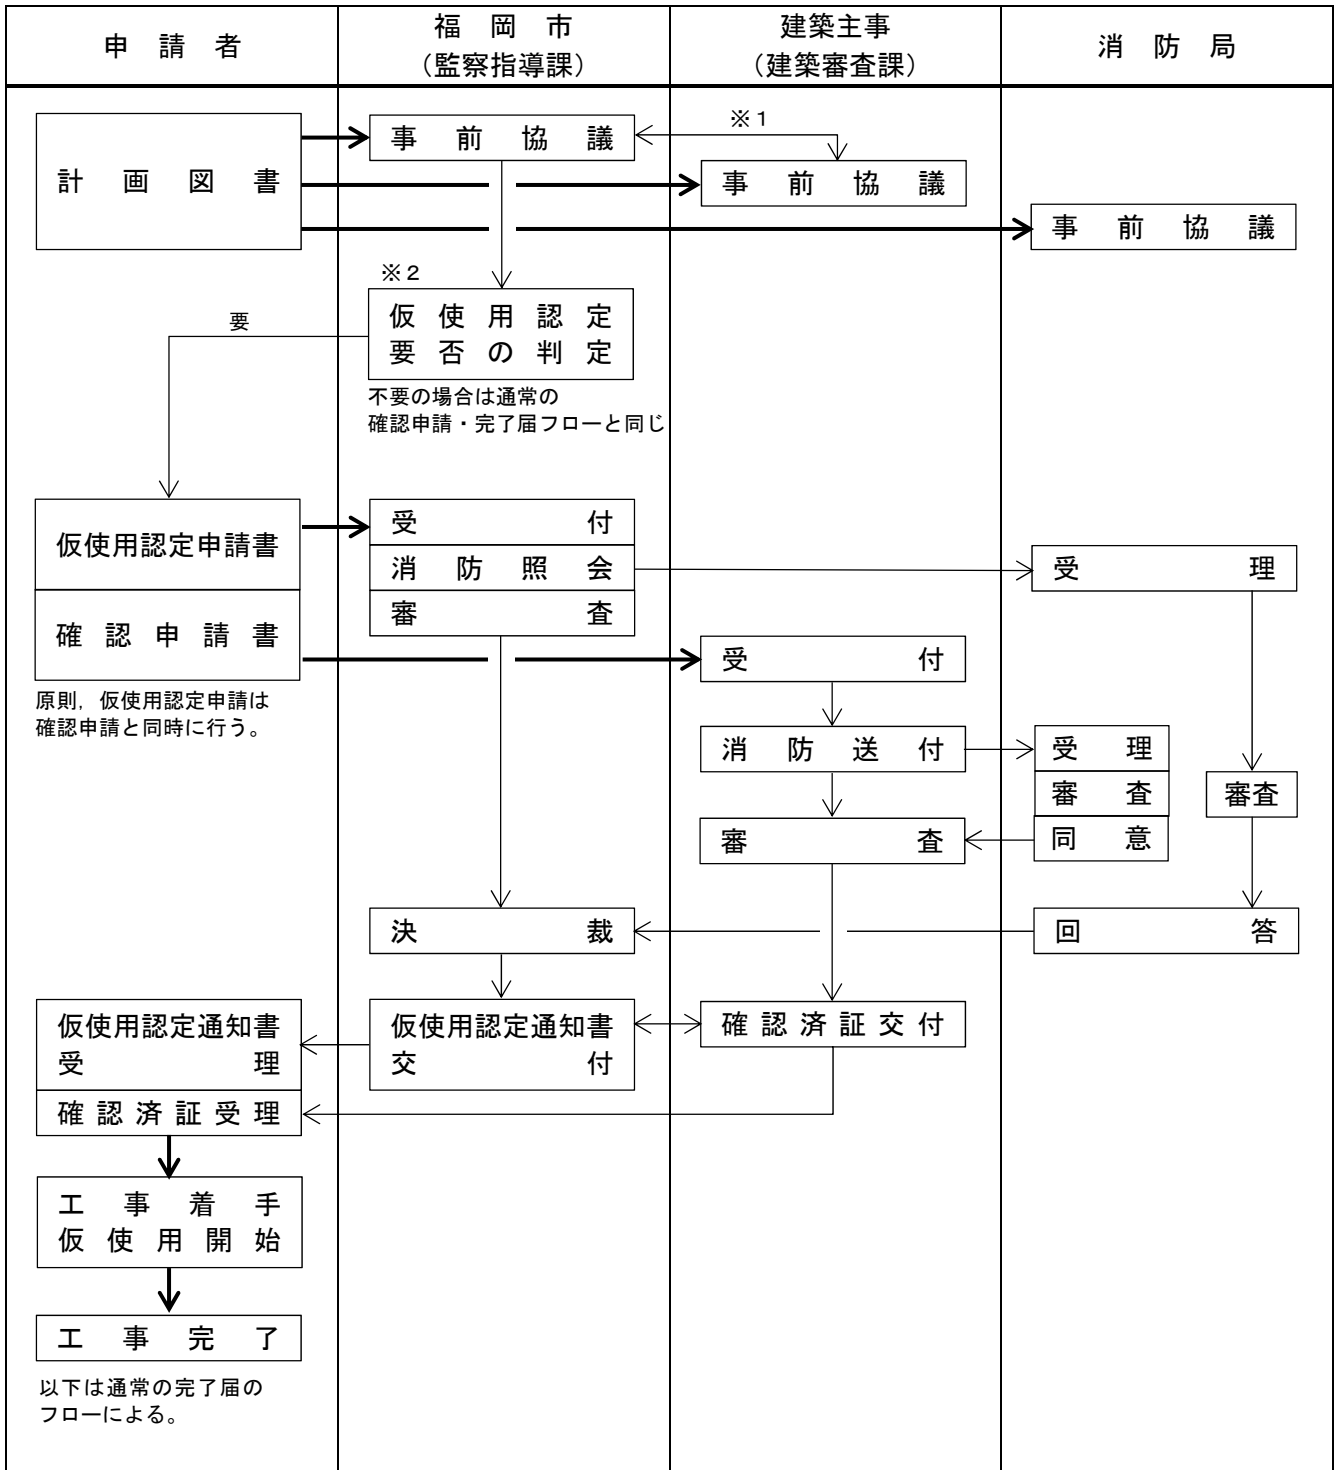 申請者
福岡市
(監察指導課)
建築主事
(建築審査課)
消防局
計画図書
事前協議
※1
事前協議
事前協議
※2
仮使用認定
要否の判定
要
不要の場合は通常の
確認申請・完了届フローと同じ
仮使用認定申請書
確認申請書
原則，仮使用認定申請は
確認申請と同時に行う。
受付
消防照会
審査
受理
受付
消防送付
審査
受理
審査
同意
審査
決裁
回答
仮使用認定通知書
受理
確認済証受理
仮使用認定通知書
交付
確認済証交付
工事着手
仮使用開始
工事完了
以下は通常の完了届の
フローによる。